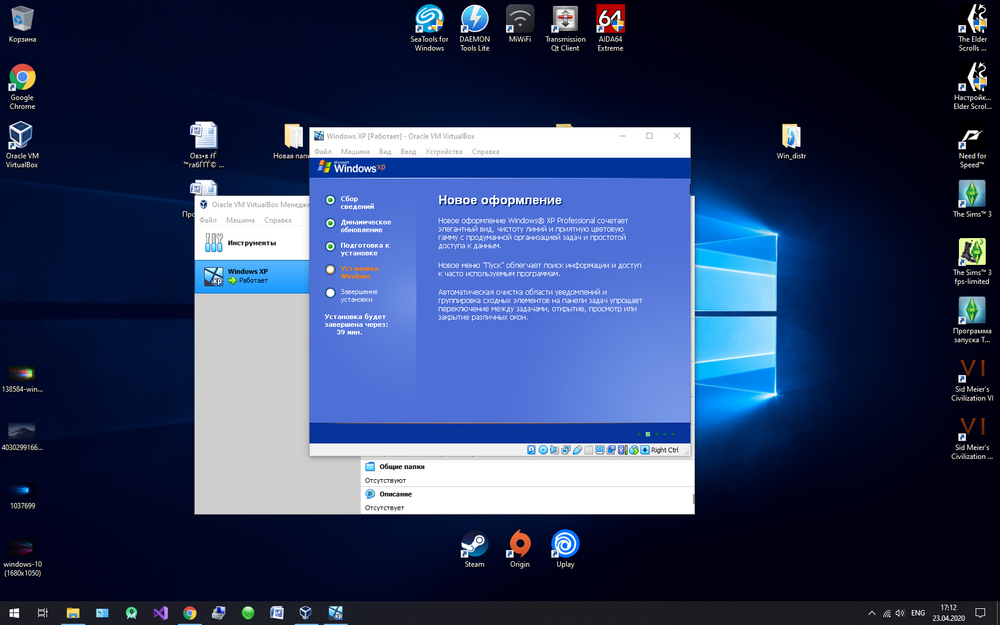 Корзина
Google
Chrome
Oracle VM
VirtualBox
138584-win...
4030299166...
1037699
windows-10
(1680x1050)
Новая папк
SeaTools for
Windows
DAEMON
Tools Lite
MiWiFi
Transmission
Qt Client
64
AIDA64
Extreme
Win_distr
The Elder
Scrolls ...
Настройк...
Elder Scrol...
Need for
Speed™
The Sims™ 3
The Sims™ 3
fps-limited
Программа
запуска T...
VI
Sid Meier's
Civilization VI
VI
Sid Meier's
Civilization ...
Oracle VM VirtualBox Менедже
Файл Машина Справка
Инструменты
Windows XP
Работает
Общие папки
Отсутствуют
Описание
Отсутствует
Windows XP [Работает] - Oracle VM VirtualBox
Файл Машина Вид Ввод Устройства Справка
Microsoft
Windows xp
Сбор
сведений
Динамическое
обновление
Подготовка к
установке
Установка
Windows
Завершение
установки
Установка будет
завершена через:
39 мин.
Новое оформление
Новое оформление Windows® XP Professional сочетает
элегантный вид, чистоту линий и приятную цветовую
гамму с продуманной организацией задач и простотой
доступа к данным.
Новое меню "Пуск" облегчает поиск информации и доступ
к часто используемым программам.
Автоматическая очистка области уведомлений и
группировка сходных элементов на панели задач упрощает
переключение между задачами, открытие, просмотр или
закрытие различных окон.
Right Ctrl
Steam
Origin
Uplay
ENG
17:12
23.04.2020